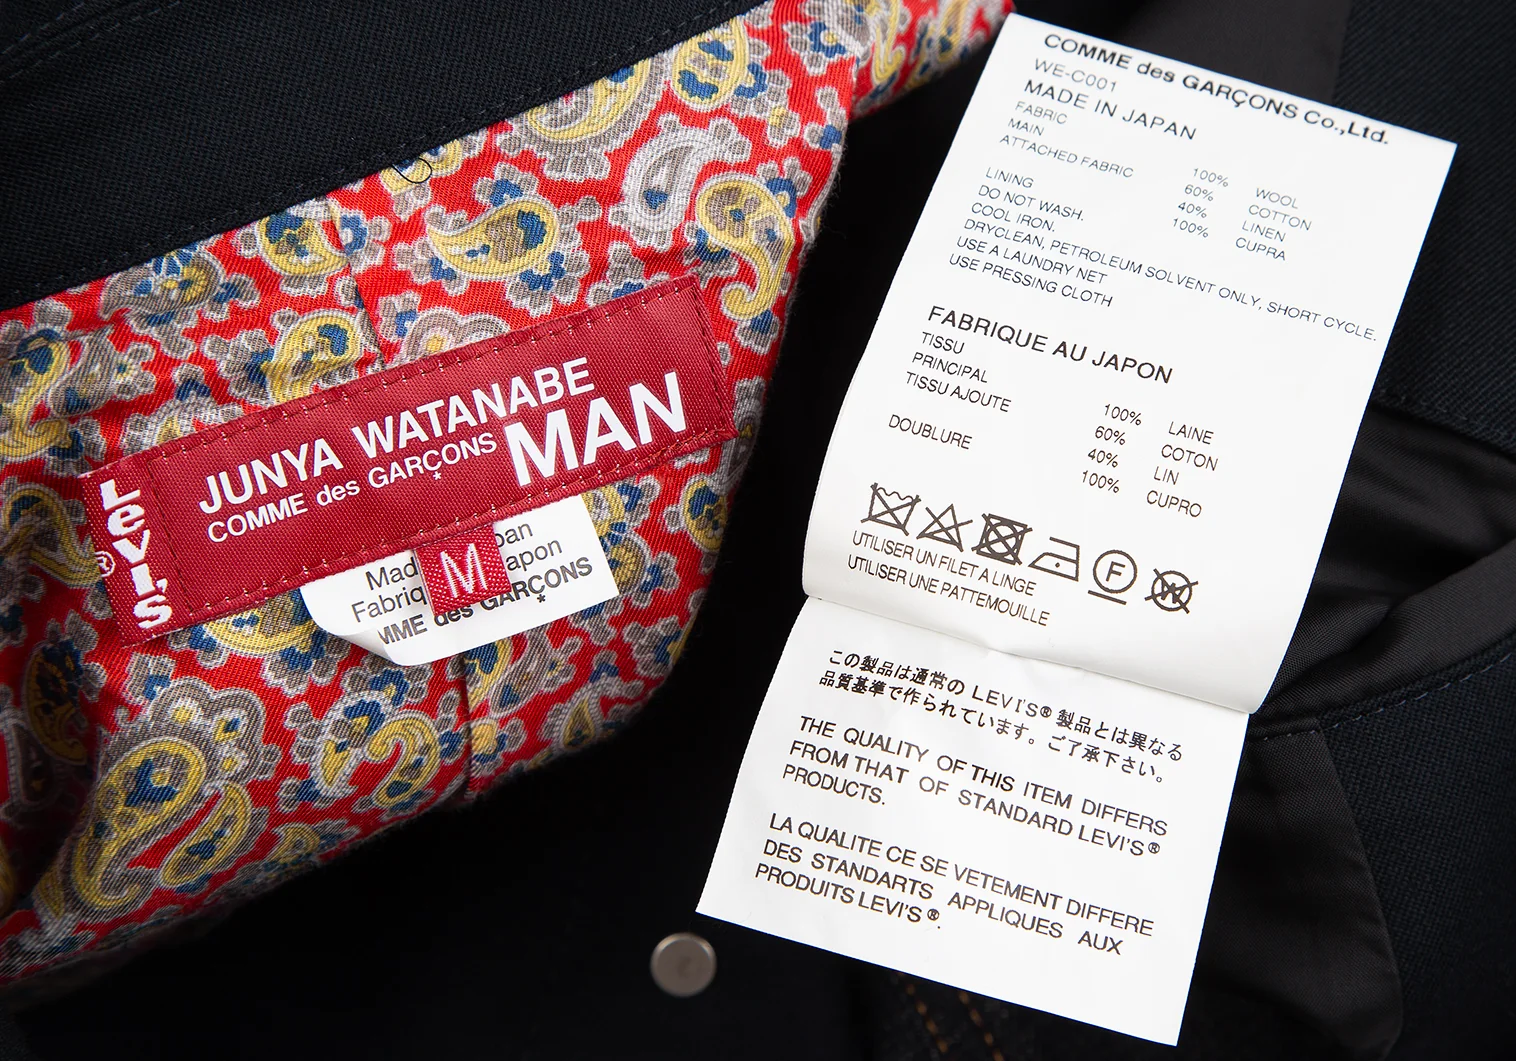 Levi's®
JUNYA WATANABE
COMME des GARÇONS
MAN
M
apon
COMME des GARÇONS Co.,Ltd.
WE-C001
MADE IN JAPAN
FABRIC
MAIN 100% WOOL
ATTACHED FABRIC 60% COTTON
40% LINEN
LINING 100% CUPRA
DO NOT WASH.
COOL IRON.
DRYCLEAN, PETROLEUM SOLVENT ONLY, SHORT CYCLE.
USE A LAUNDRY NET
USE PRESSING CLOTH
FABRIQUE AU JAPON
TISSU
PRINCIPAL 100% LAINE
TISSU AJOUTE 60% COTON
40% LIN
DOUBLURE 100% CUPRO
F W
UTILISER UN FILET A LINGE
UTILISER UNE PATTEMOUILLE
この製品は通常の LEVI'S® 製品とは異なる
品質基準で作られています。ご了承下さい。
THE QUALITY OF THIS ITEM DIFFERS
FROM THAT OF STANDARD LEVI'S®
PRODUCTS.
LA QUALITE CE SE VETEMENT DIFFERE
DES STANDARTS APPLIQUES AUX
PRODUITS LEVI'S®.